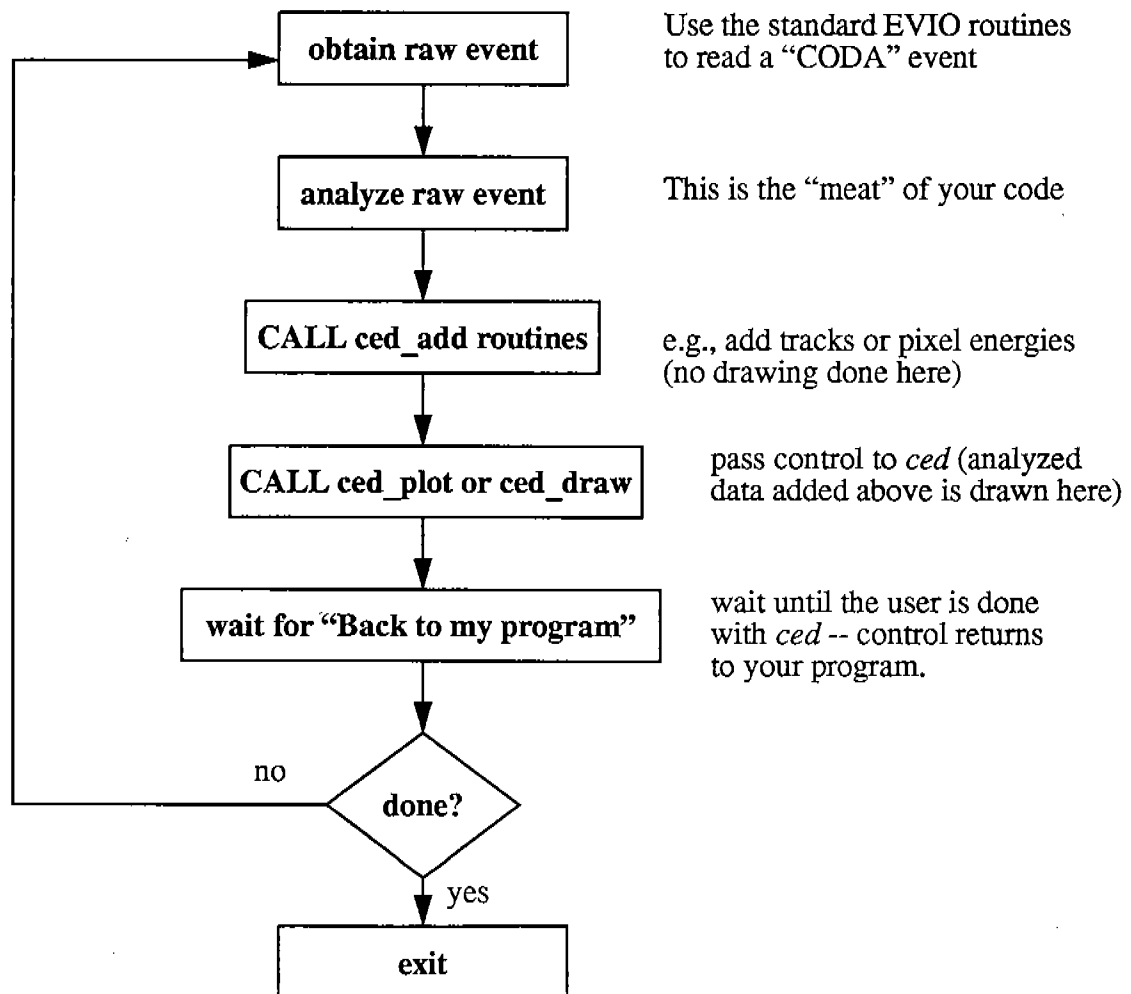 obtain raw event
Use the standard EVIO routines
to read a “CODA” event
analyze raw event
This is the “meat” of your code
CALL ced_add routines
e.g., add tracks or pixel energies
(no drawing done here)
CALL ced_plot or ced_draw
pass control to ced (analyzed
data added above is drawn here)
wait for “Back to my program”
wait until the user is done
with ced -- control returns
to your program.
no
done?
yes
exit